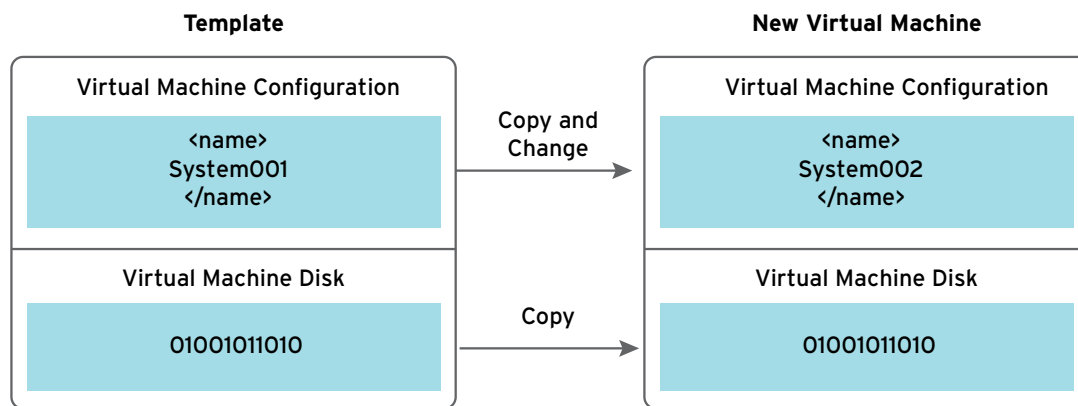 Template
New Virtual Machine
Virtual Machine Configuration
<name>
System001
</name>
Copy and
Change
Virtual Machine Configuration
<name>
System002
</name>
Virtual Machine Disk
01001011010
Copy
Virtual Machine Disk
01001011010